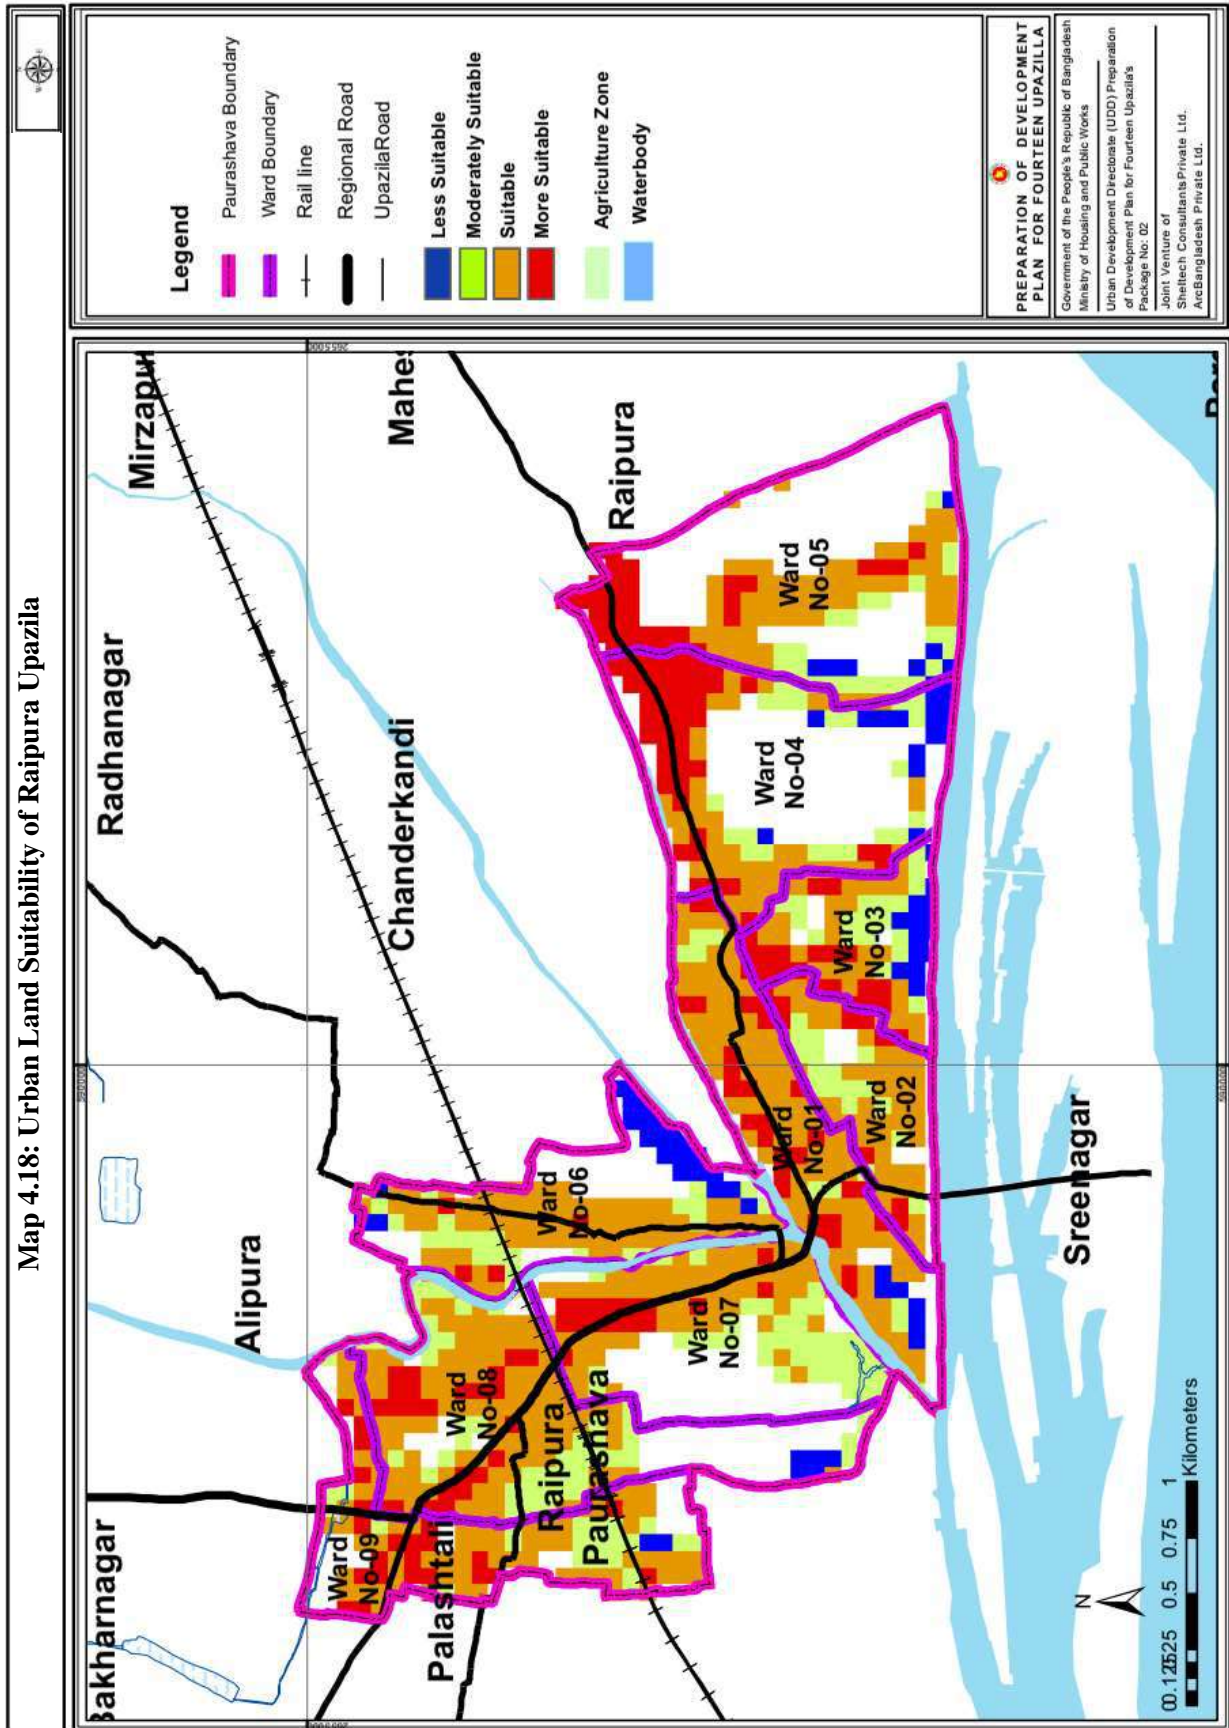 Map 4.18: Urban Land Suitability of Raipura Upazila
Legend
Paurashava Boundary
Ward Boundary
Rail line
Regional Road
UpazilaRoad
Less Suitable
Moderately Suitable
Suitable
More Suitable
Agriculture Zone
Waterbody
PREPARATION OF DEVELOPMENT
PLAN FOR FOURTEEN UPAZILLA
Government of the People's Republic of Bangladesh
Ministry of Housing and Public Works
Urban Development Directorate (UDD) Preparation
of Development Plan for Fourteen Upazila's
Package No: 02
Joint Venture of
Sheltech Consultants Private Ltd.
ArcBangladesh Private Ltd.
Bakharnagar
Alipura
Radhanagar
Mirzapu
Chanderkandi
Mahes
Raipura
Palashtali
Raipura
Paurashava
Sreenagar
Ward
No-09
Ward
No-08
Ward
No-07
Ward
No-06
Ward
No-01
Ward
No-02
Ward
No-03
Ward
No-04
Ward
No-05
N
0.5
0.75
1
Kilometers